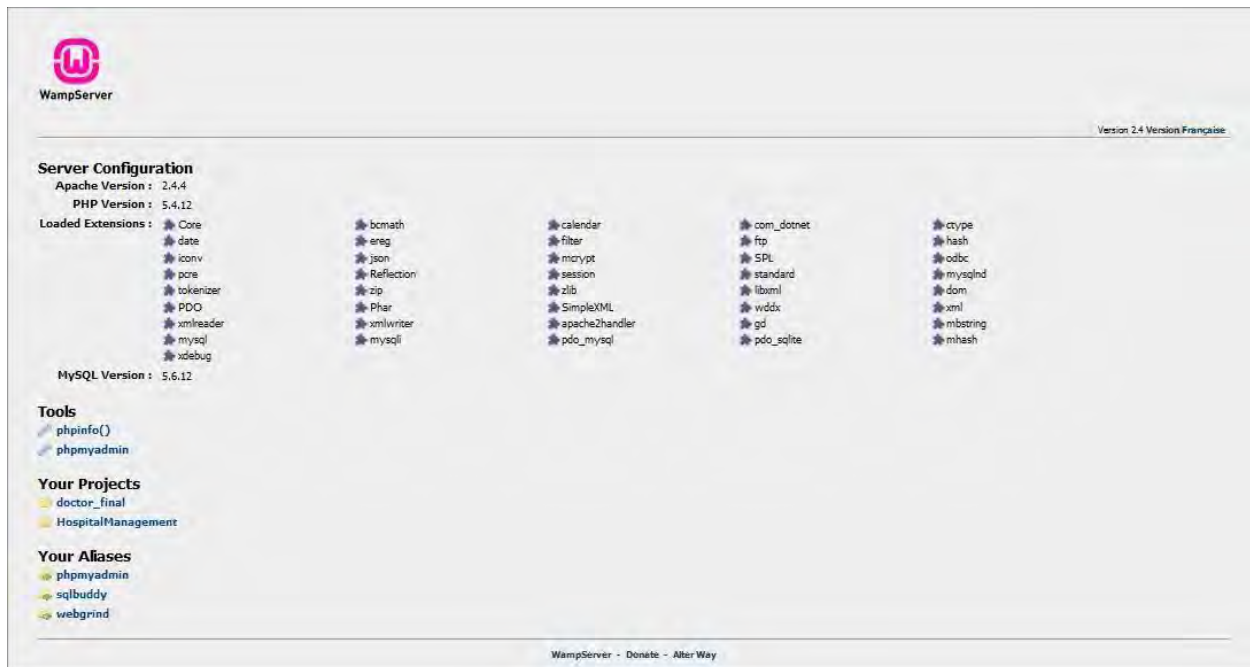 WampServer
Version 2.4 Version Française
Server Configuration
Apache Version : 2.4.4
PHP Version : 5.4.12
Loaded Extensions : Core bcmath calendar com_dotnet ctype
date ereg filter ftp hash
iconv json mcrypt SPL odbc
pcre Reflection session standard mysqlnd
tokenizer zip zlib libxml dom
PDO Phar SimpleXML wddx xml
xmlreader xmlwriter apache2handler gd mbstring
mysql mysqli pdo_mysql pdo_sqlite mhash
xdebug
MySQL Version : 5.6.12
Tools
phpinfo()
phpmyadmin
Your Projects
doctor_final
HospitalManagement
Your Aliases
phpmyadmin
sqlbuddy
webgrind
WampServer - Donate - Alter Way